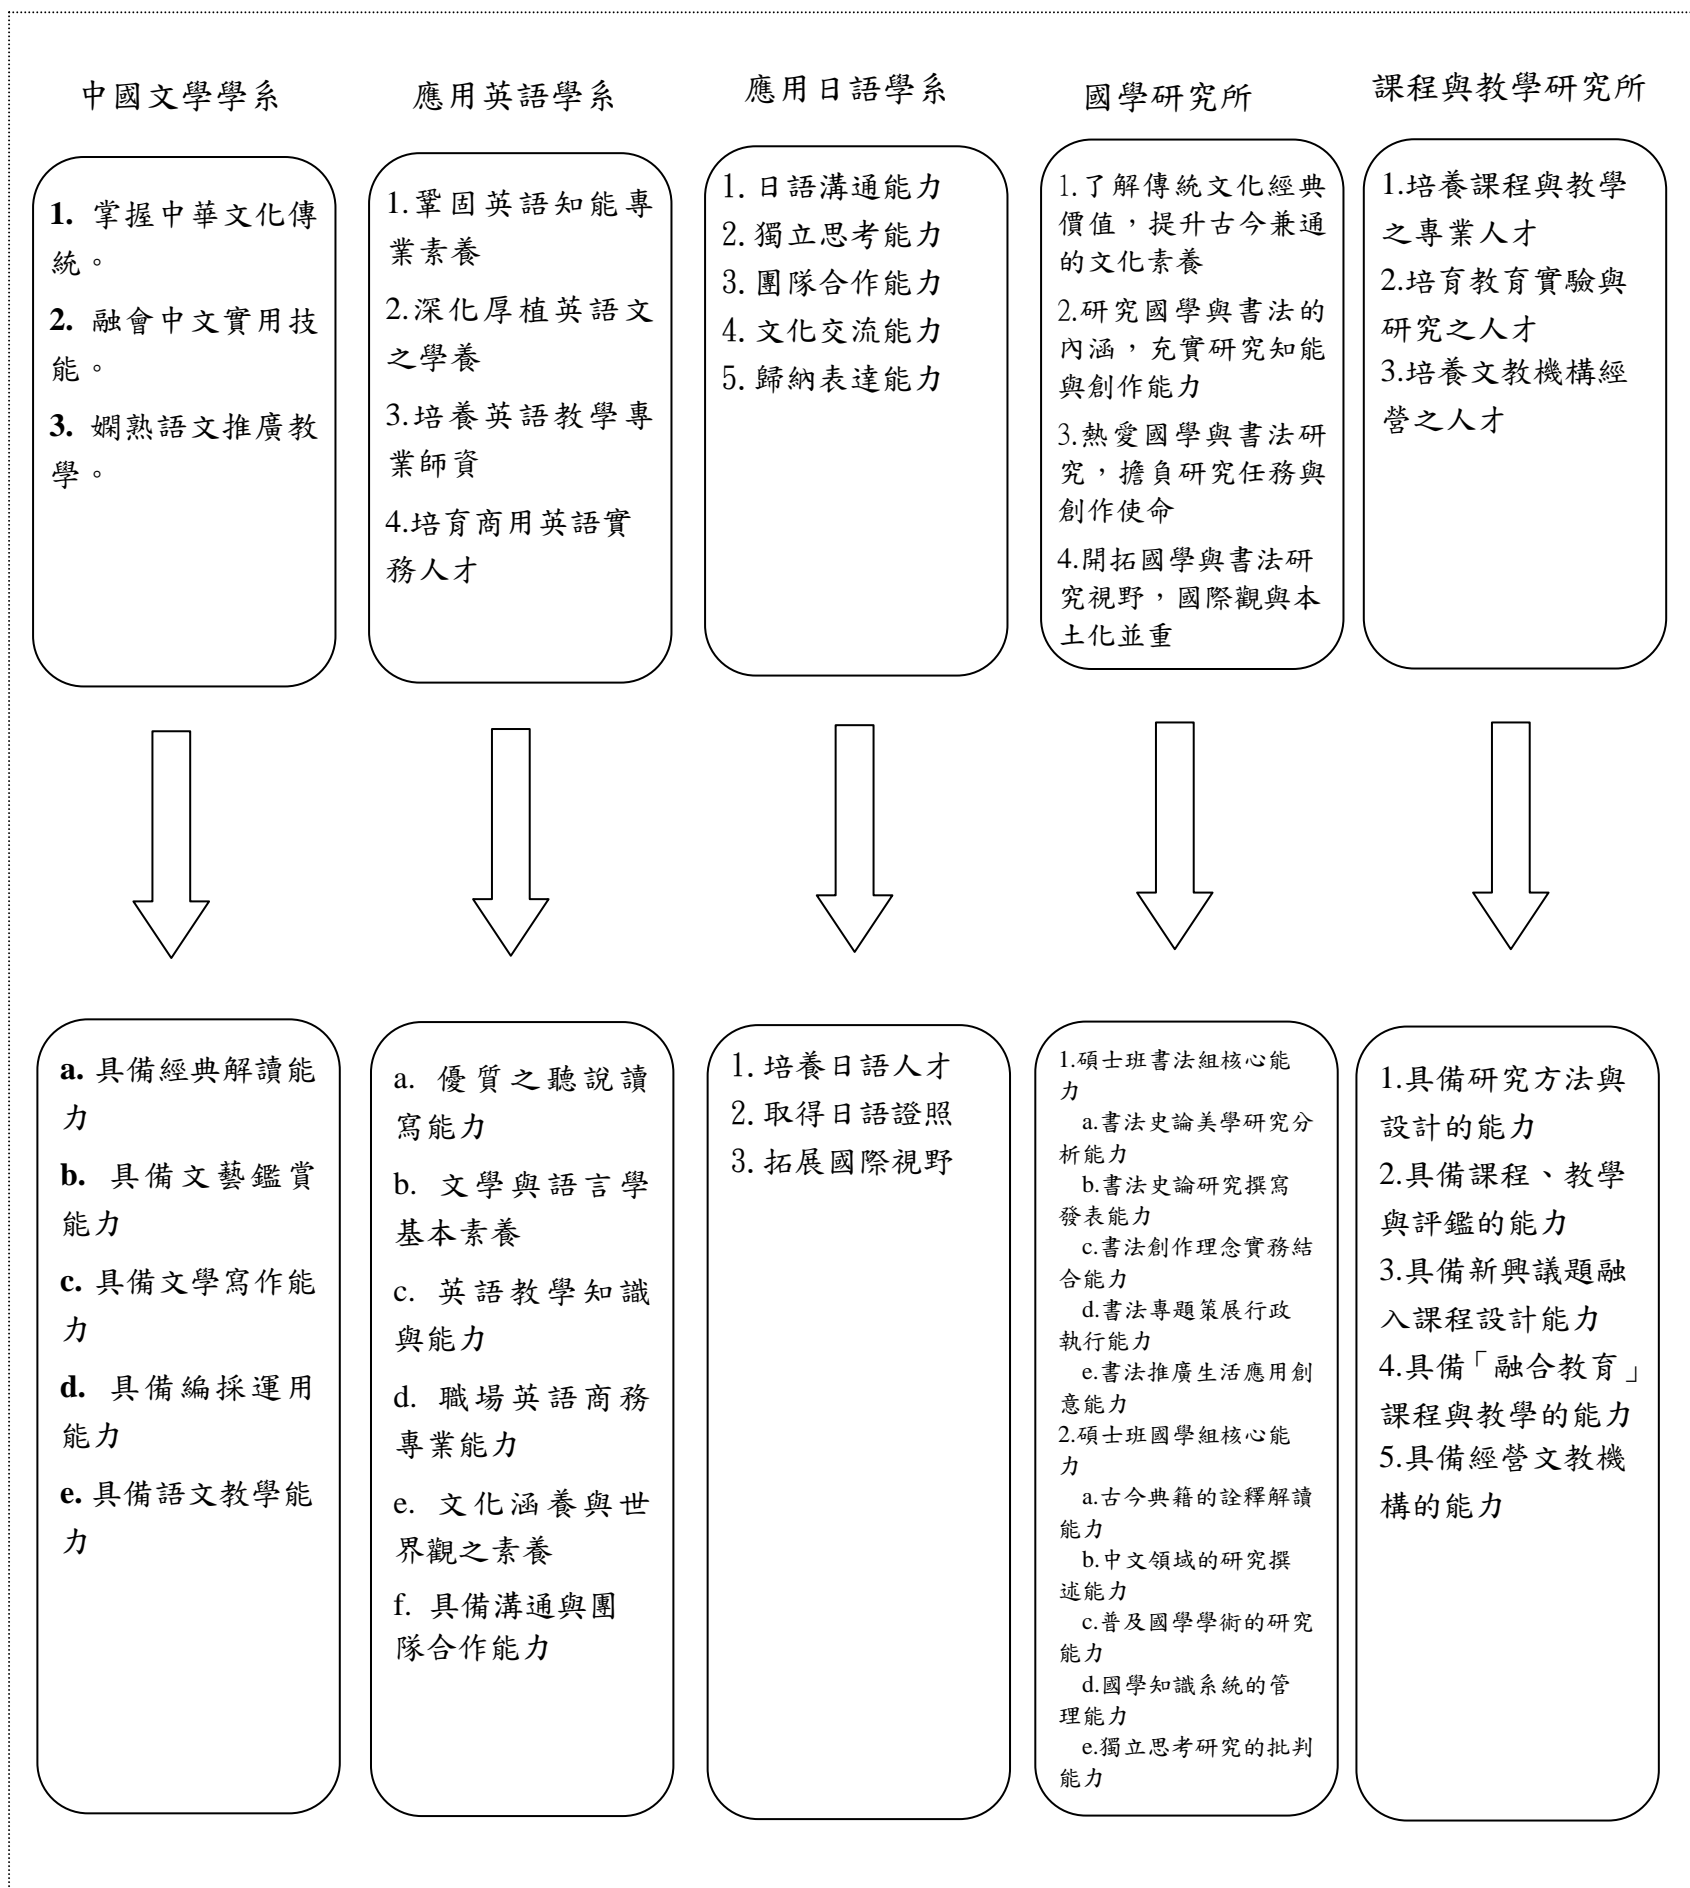 中國文學學系
應用英語學系
應用日語學系
國學研究所
課程與教學研究所
1. 掌握中華文化傳
統。
2. 融會中文實用技
能。
3. 嫻熟語文推廣教
學。
1.鞏固英語知能專
業素養
2.深化厚植英語文
之學養
3.培養英語教學專
業師資
4.培育商用英語實
務人才
1. 日語溝通能力
2. 獨立思考能力
3. 團隊合作能力
4. 文化交流能力
5. 歸納表達能力
1.了解傳統文化經典
價值，提升古今兼通
的文化素養
2.研究國學與書法的
內涵，充實研究知能
與創作能力
3.熱愛國學與書法研
究，擔負研究任務與
創作使命
4.開拓國學與書法研
究視野，國際觀與本
土化並重
1.培養課程與教學
之專業人才
2.培育教育實驗與
研究之人才
3.培養文教機構經
營之人才
a. 具備經典解讀能
力
b. 具備文藝鑑賞
能力
c. 具備文學寫作能
力
d. 具備編採運用
能力
e. 具備語文教學能
力
a. 優質之聽說讀
寫能力
b. 文學與語言學
基本素養
c. 英語教學知識
與能力
d. 職場英語商務
專業能力
e. 文化涵養與世
界觀之素養
f. 具備溝通與團
隊合作能力
1. 培養日語人才
2. 取得日語證照
3. 拓展國際視野
1.碩士班書法組核心能
力
a.書法史論美學研究分
析能力
b.書法史論研究撰寫
發表能力
c.書法創作理念實務結
合能力
d.書法專題策展行政
執行能力
e.書法推廣生活應用創
意能力
2.碩士班國學組核心能
力
a.古今典籍的詮釋解讀
能力
b.中文領域的研究撰
述能力
c.普及國學學術的研究
能力
d.國學知識系統的管
理能力
e.獨立思考研究的批判
能力
1.具備研究方法與
設計的能力
2.具備課程、教學
與評鑑的能力
3.具備新興議題融
入課程設計能力
4.具備「融合教育」
課程與教學的能力
5.具備經營文教機
構的能力